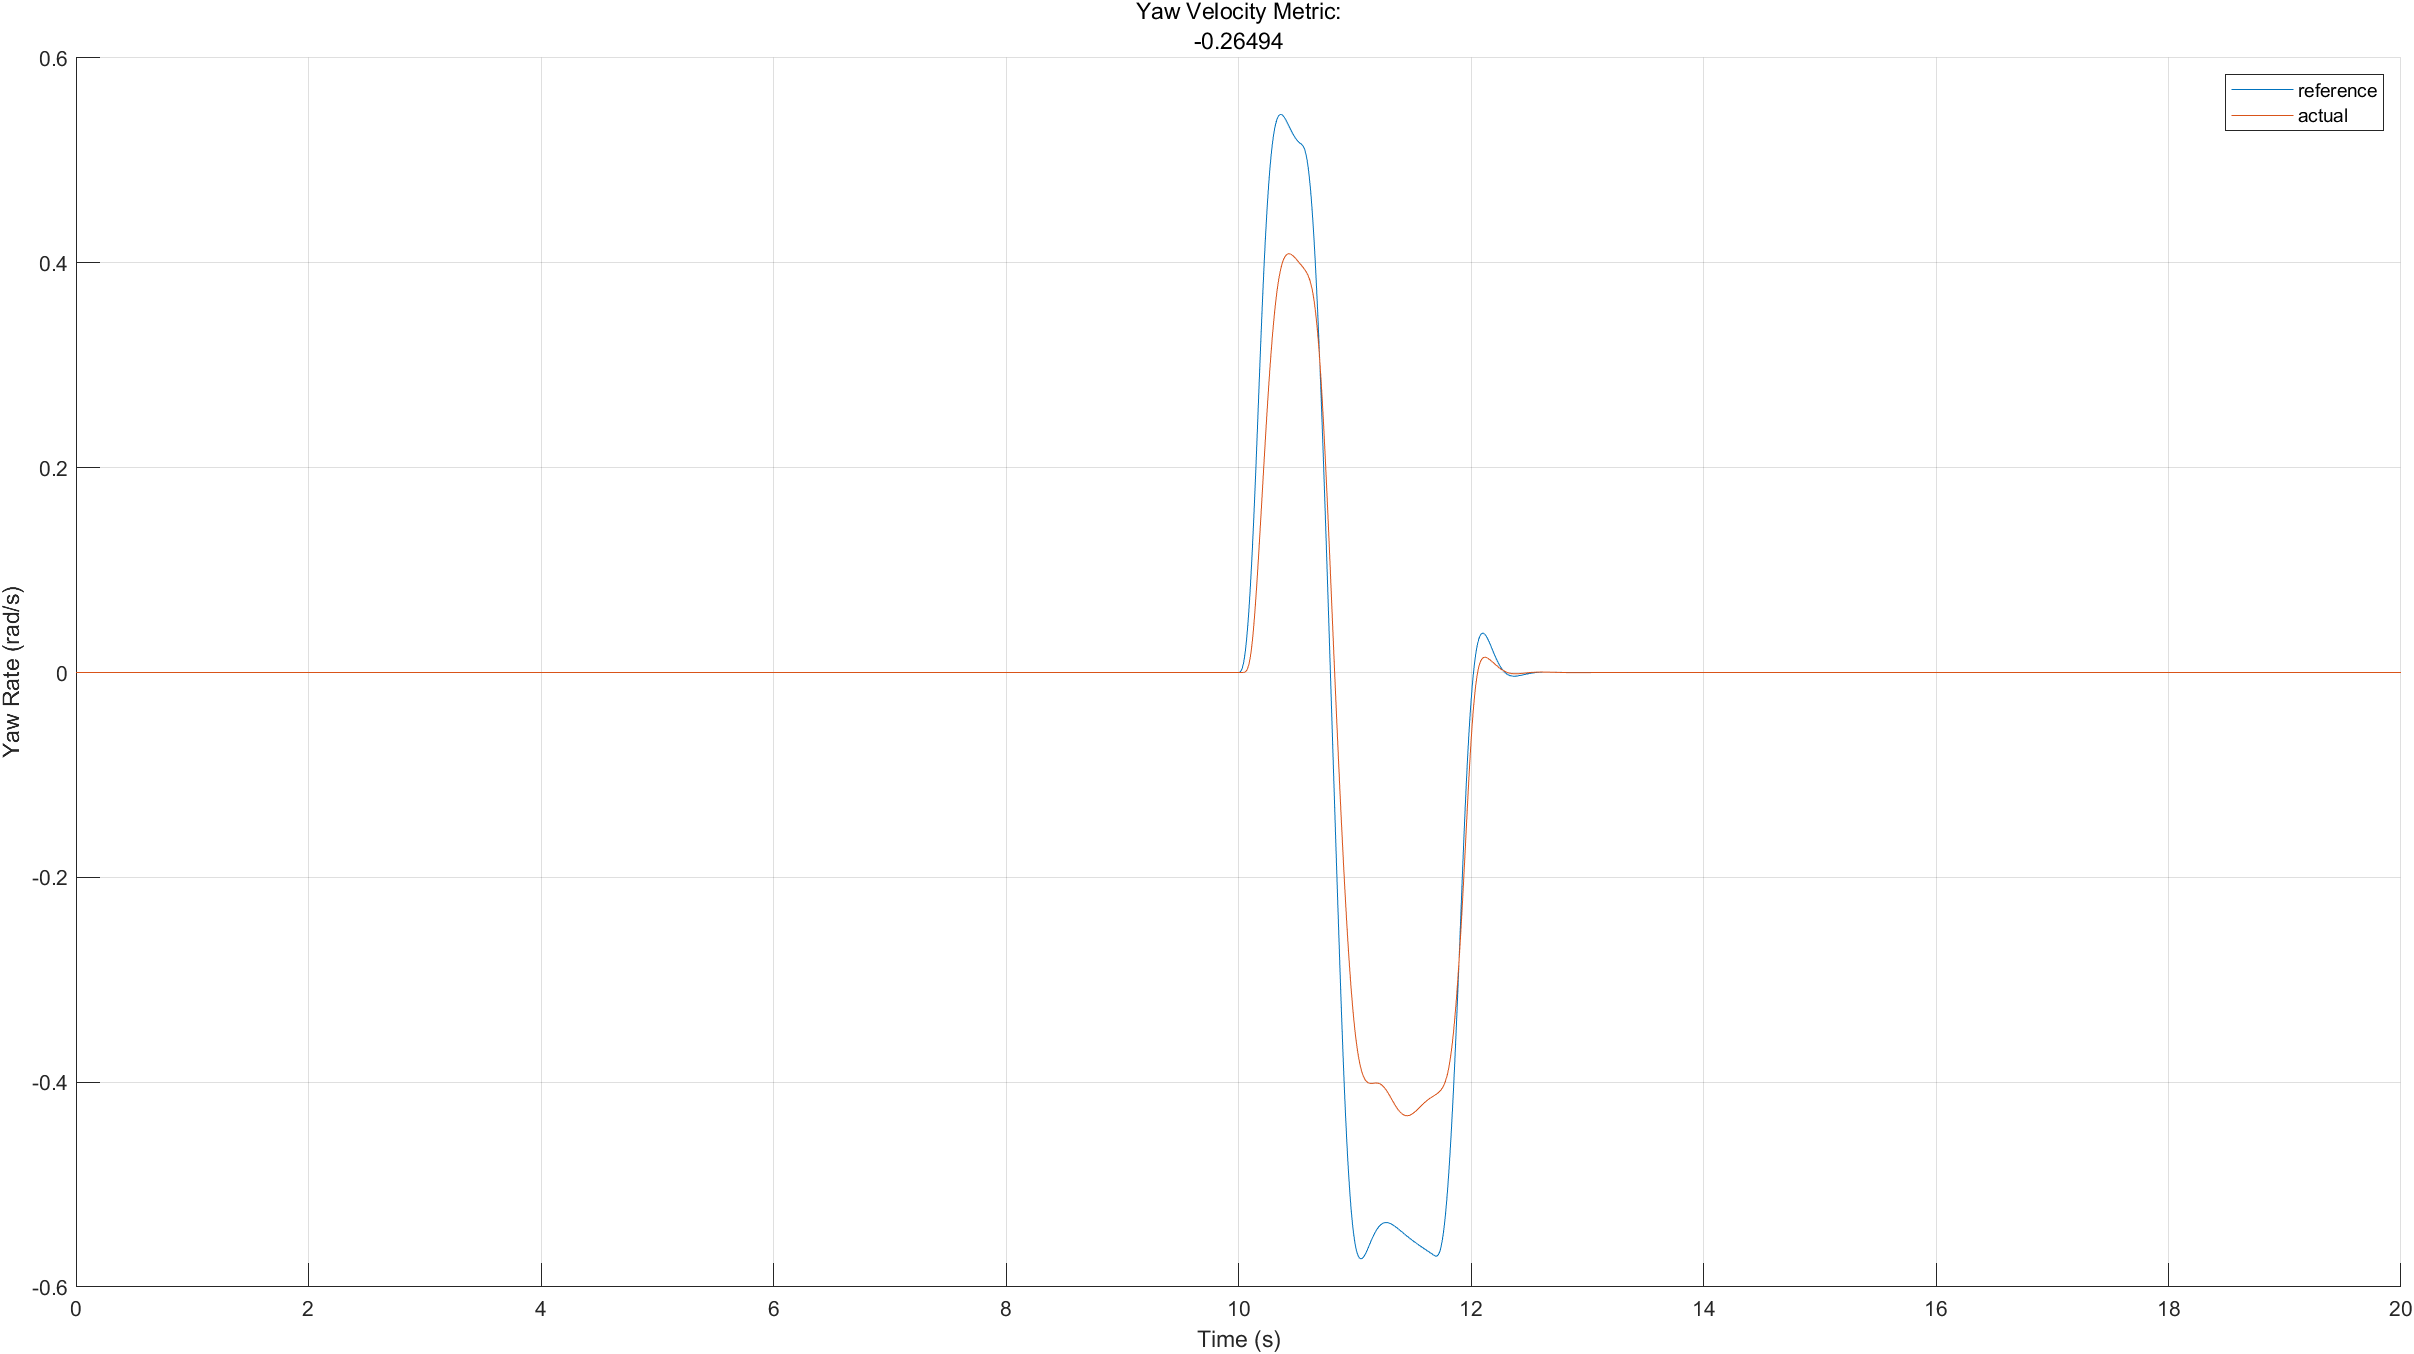 Yaw Velocity Metric:
-0.26494
reference
actual
Yaw Rate (rad/s)
0.6
0.4
0.2
0
-0.2
-0.4
-0.6
0 2 4 6 8 10 12 14 16 18 20
Time (s)